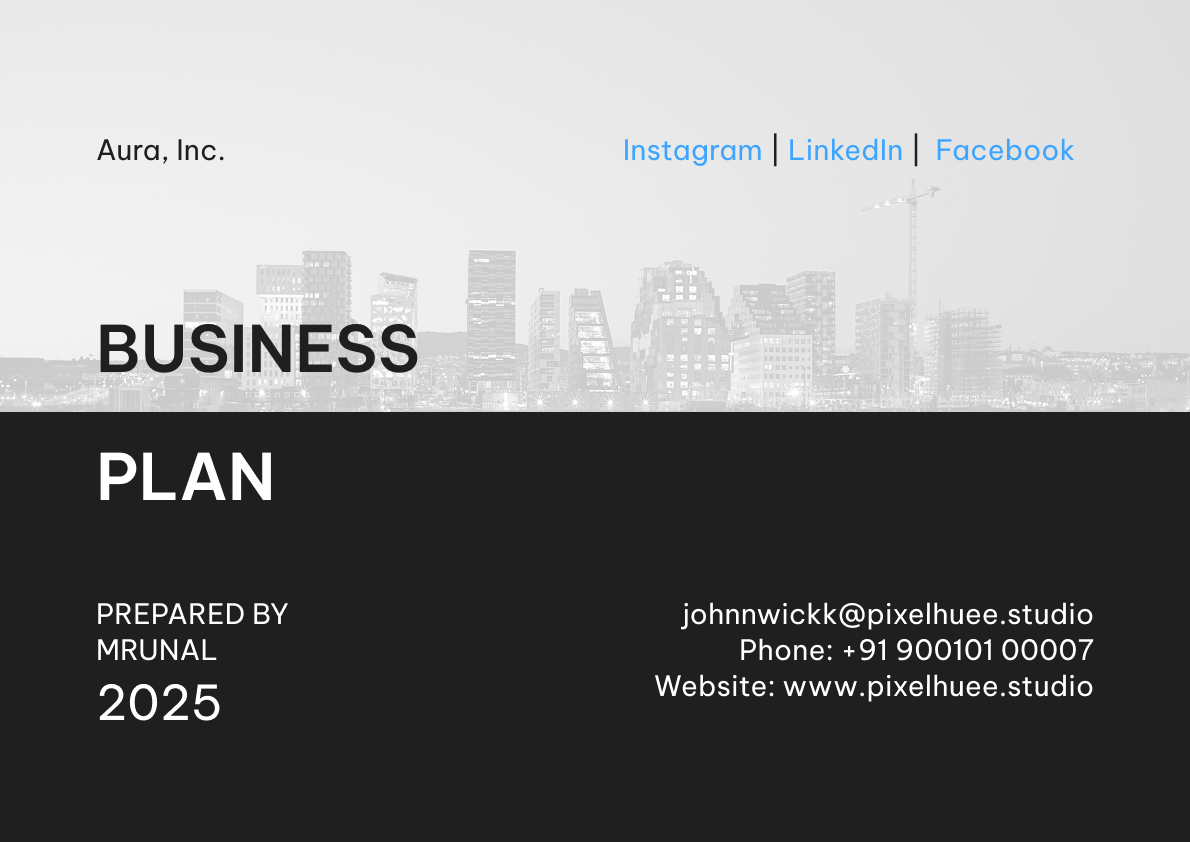 Aura, Inc.
Instagram | LinkedIn | Facebook
BUSINESS
PLAN
PREPARED BY
MRUNAL
2025
johnnwickk@pixelhuee.studio
Phone: +91 900101 00007
Website: www.pixelhuee.studio